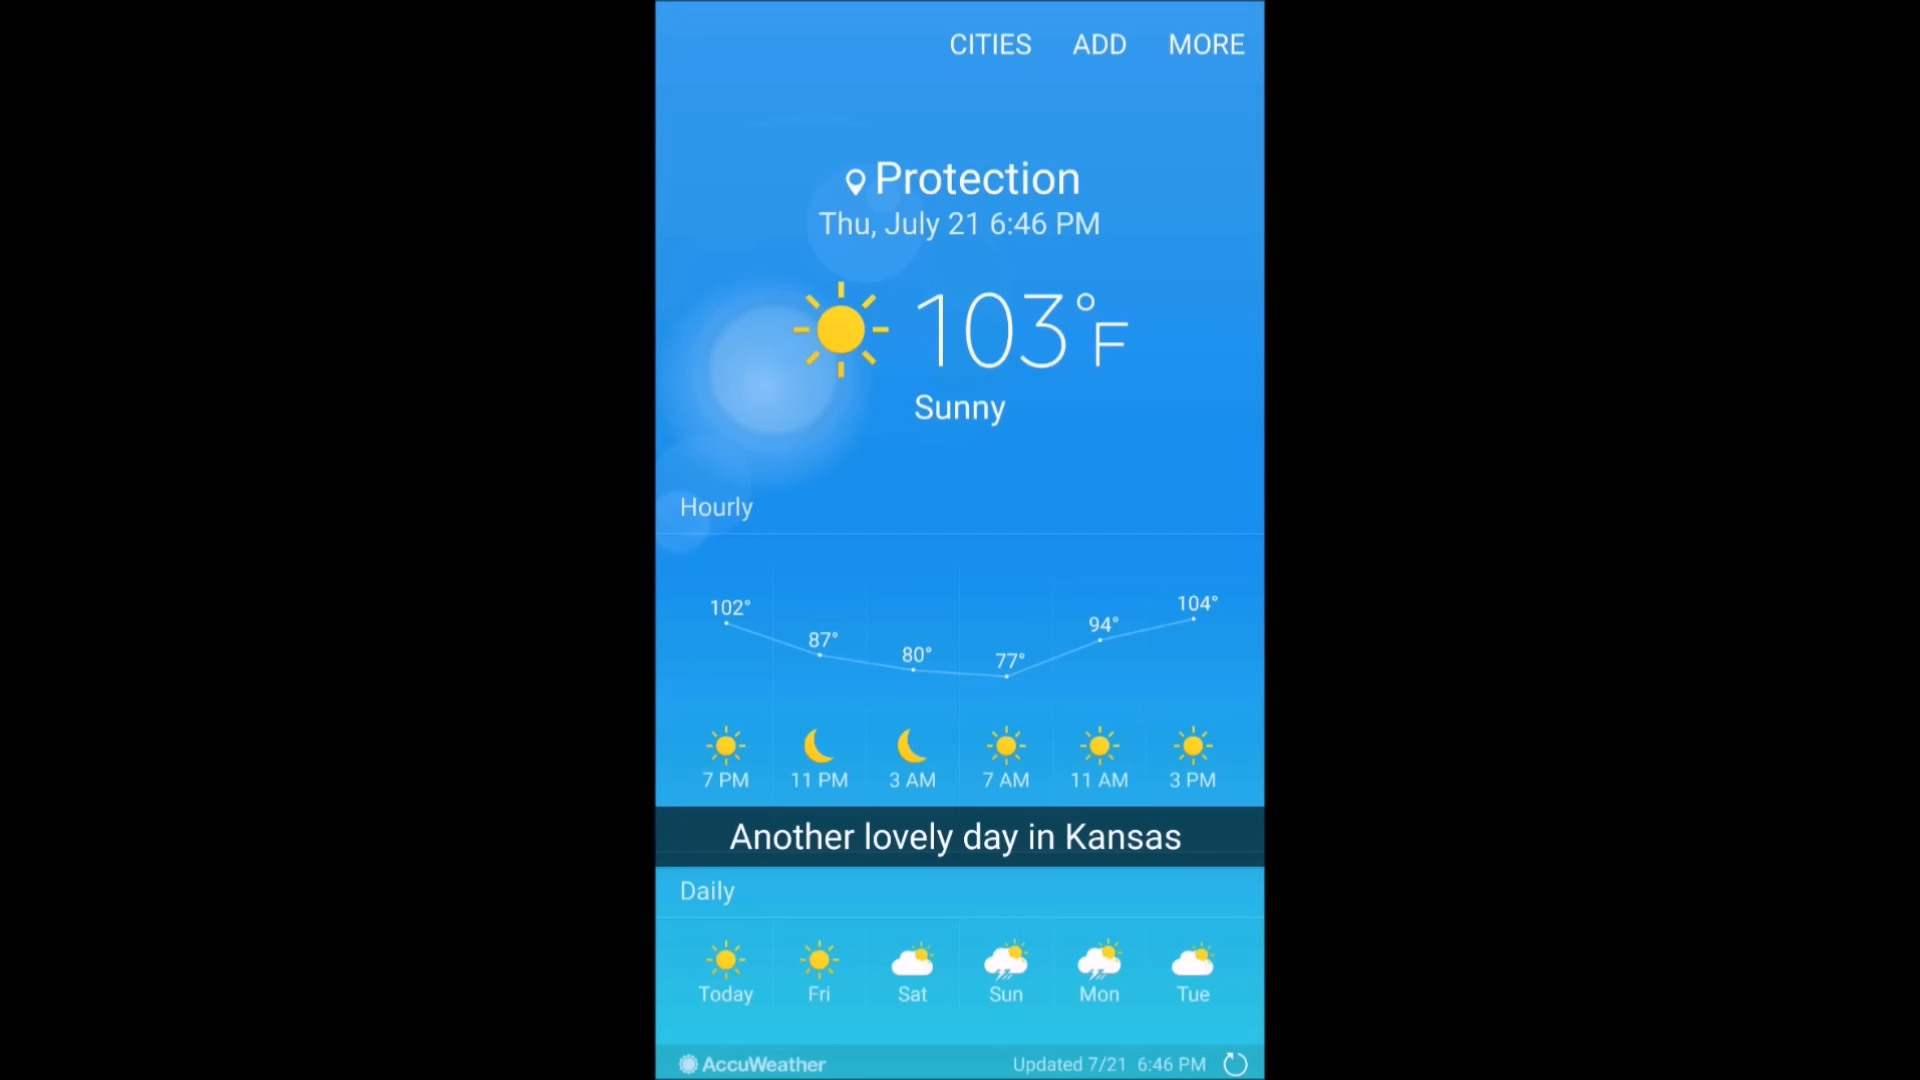 CITIES ADD MORE
Protection
Thu, July 21 6:46 PM
103°F
Sunny
Hourly
102° 87° 80° 77° 94° 104°
7 PM 11 PM 3 AM 7 AM 11 AM 3 PM
Another lovely day in Kansas
Daily
Today Fri Sat Sun Mon Tue
AccuWeather Updated 7/21 6:46 PM